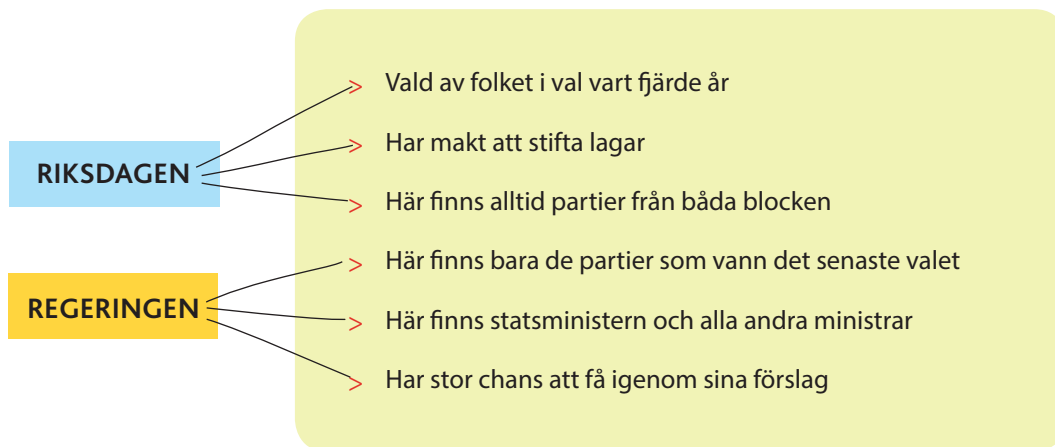 Vald av folket i val vart fjärde år
Har makt att stifta lagar
RIKSDAGEN
Här finns alltid partier från båda blocken
Här finns bara de partier som vann det senaste valet
REGERINGEN
Här finns statsministern och alla andra ministrar
Har stor chans att få igenom sina förslag